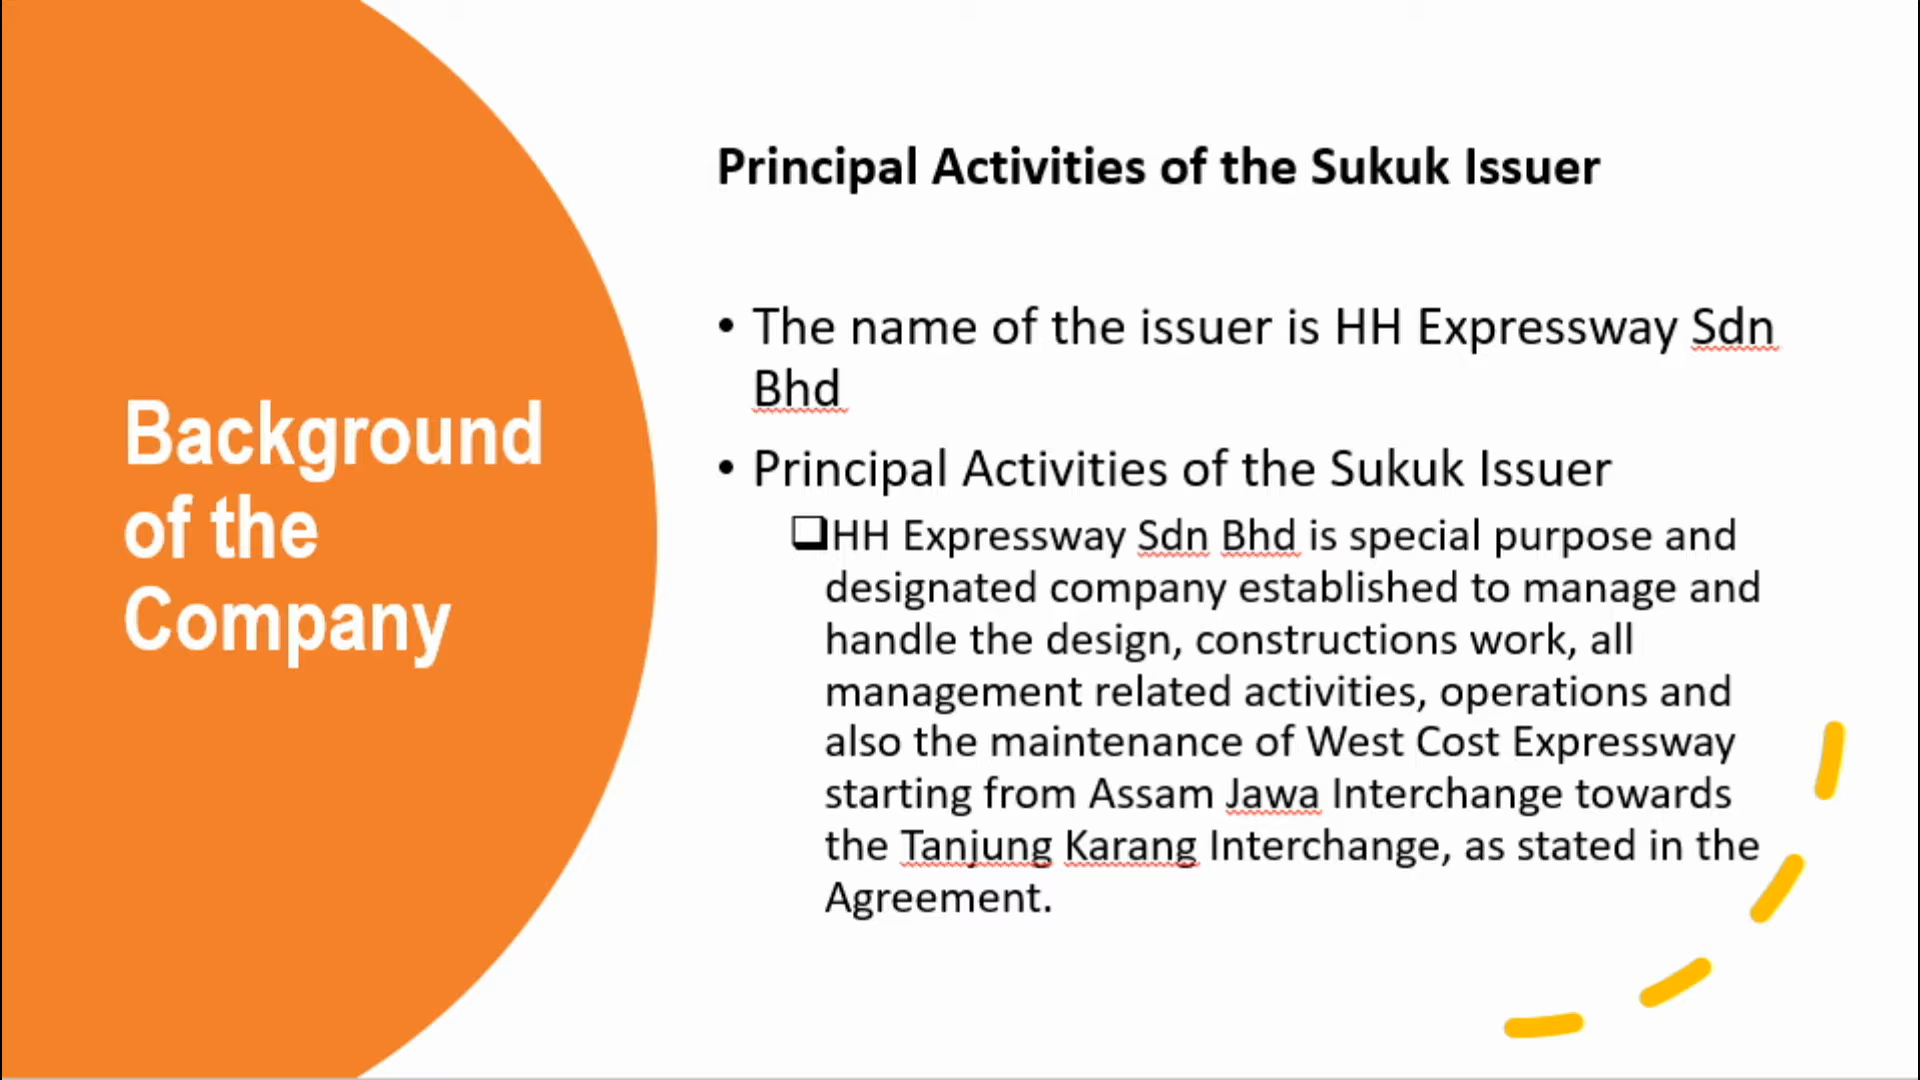 Background
of the
Company
Principal Activities of the Sukuk Issuer
• The name of the issuer is HH Expressway Sdn
Bhd
• Principal Activities of the Sukuk Issuer
❑HH Expressway Sdn Bhd is special purpose and
designated company established to manage and
handle the design, constructions work, all
management related activities, operations and
also the maintenance of West Cost Expressway
starting from Assam Jawa Interchange towards
the Tanjung Karang Interchange, as stated in the
Agreement.